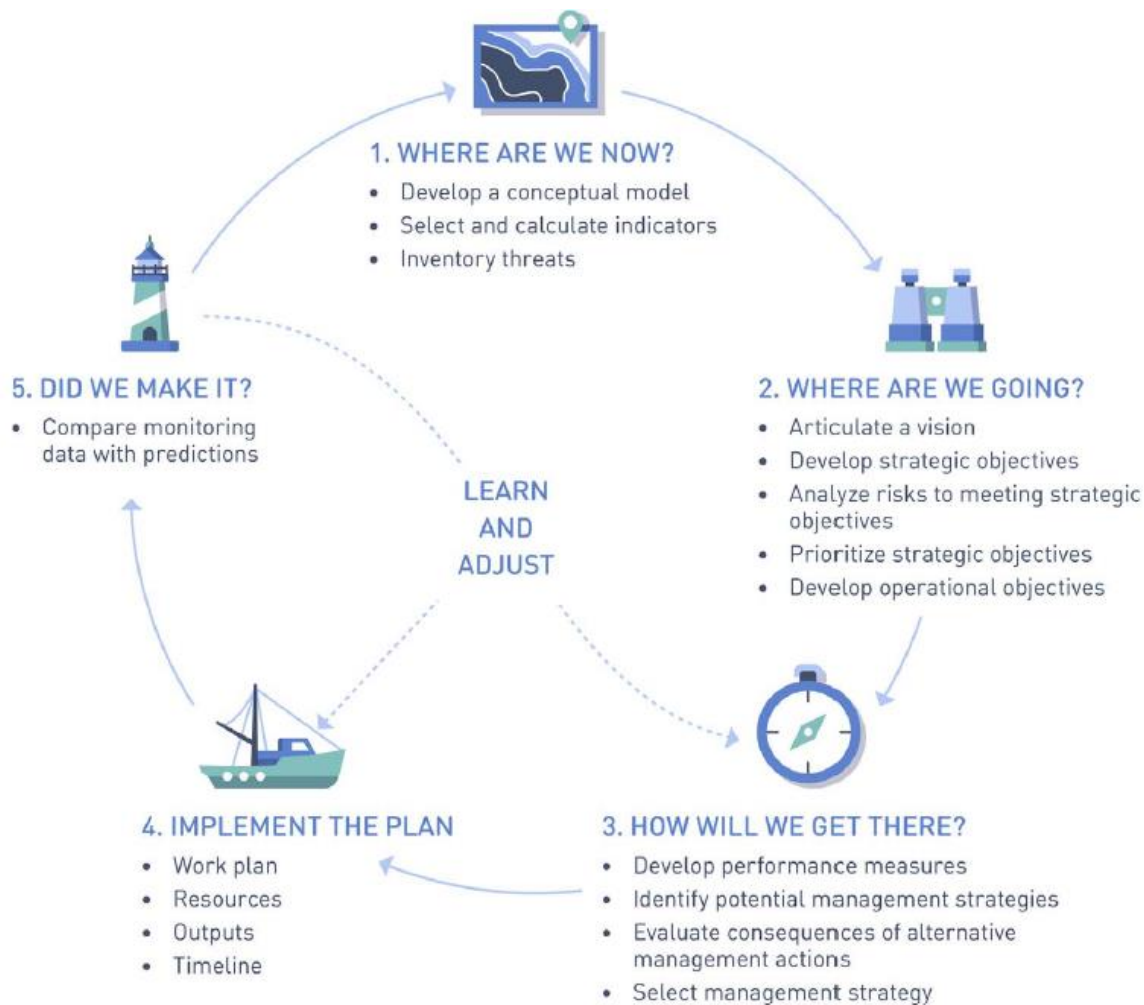 1. WHERE ARE WE NOW?
• Develop a conceptual model
• Select and calculate indicators
• Inventory threats
2. WHERE ARE WE GOING?
• Articulate a vision
• Develop strategic objectives
• Analyze risks to meeting strategic
objectives
• Prioritize strategic objectives
• Develop operational objectives
3. HOW WILL WE GET THERE?
• Develop performance measures
• Identify potential management strategies
• Evaluate consequences of alternative
management actions
• Select management strategy
4. IMPLEMENT THE PLAN
• Work plan
• Resources
• Outputs
• Timeline
5. DID WE MAKE IT?
• Compare monitoring
data with predictions
LEARN
AND
ADJUST